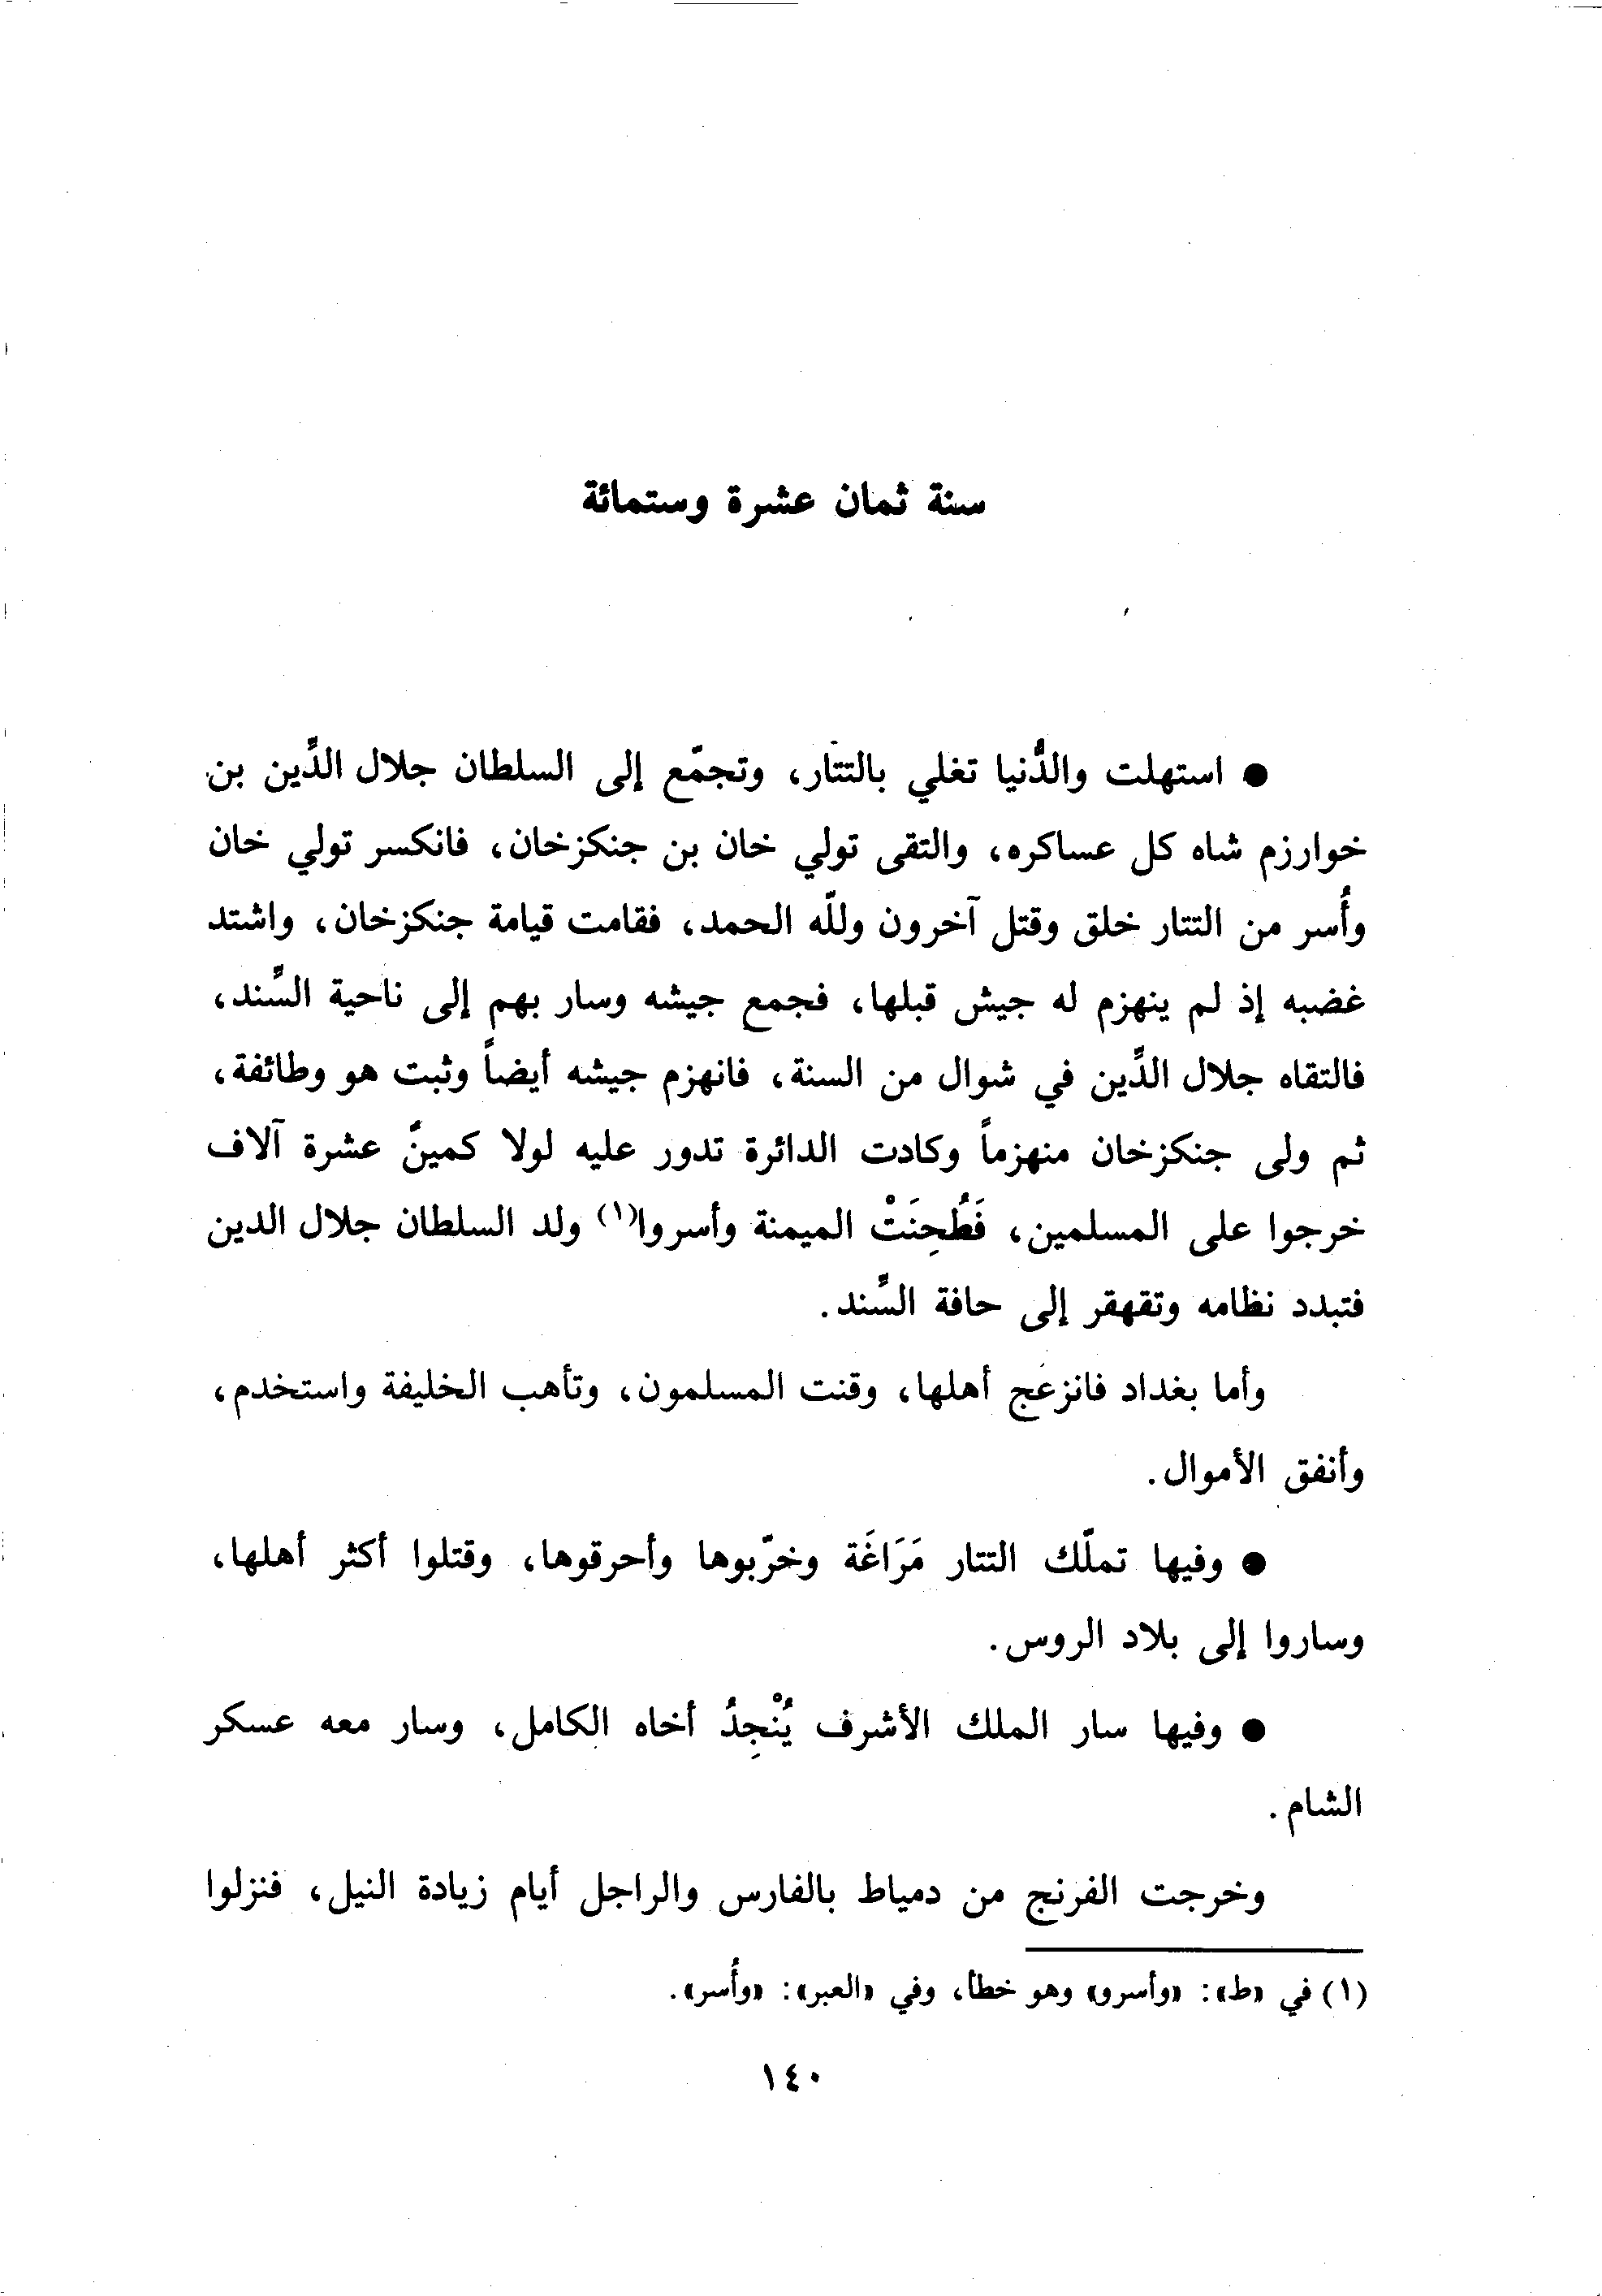 سنة ثمان عشرة وستمائة
● استهلت والدُّنيا تغلي بالتتار، وتجمّع إلى السلطان جلال الدِّين بن
خوارزم شاه كل عساكره، والتقى تولي خان بن جنكزخان، فانكسر تولي خان
وأُسر من التتار خلق وقتل آخرون وللّه الحمد، فقامت قيامة جنكزخان، واشتد
غضبه إذ لم ينهزم له جيش قبلها، فجمع جيشه وسار بهم إلى ناحية السِّند،
فالتقاه جلال الدِّين في شوال من السنة، فانهزم جيشه أيضاً وثبت هو وطائفة،
ثم ولى جنكزخان منهزماً وكادت الدائرة تدور عليه لولا كمينٌ عشرة آلاف
خرجوا على المسلمين، فَطُحِنَتْ الميمنة وأسروا(١) ولد السلطان جلال الدين
فتبدد نظامه وتقهقر إلى حافة السِّند.
وأما بغداد فانزعج أهلها، وقنت المسلمون، وتأهب الخليفة واستخدم،
وأنفق الأموال.
● وفيها تملّك التتار مَرَاغَة وخرّبوها وأحرقوها، وقتلوا أكثر أهلها،
وساروا إلى بلاد الروس.
● وفيها سار الملك الأشرف يُنْجِدُ أخاه الكامل، وسار معه عسكر
الشام.
وخرجت الفرنج من دمياط بالفارس والراجل أيام زيادة النيل، فنزلوا
(١) في «ط»: «وأسرو» وهو خطأ، وفي «العبر»: «وأُسر».
١٤٠